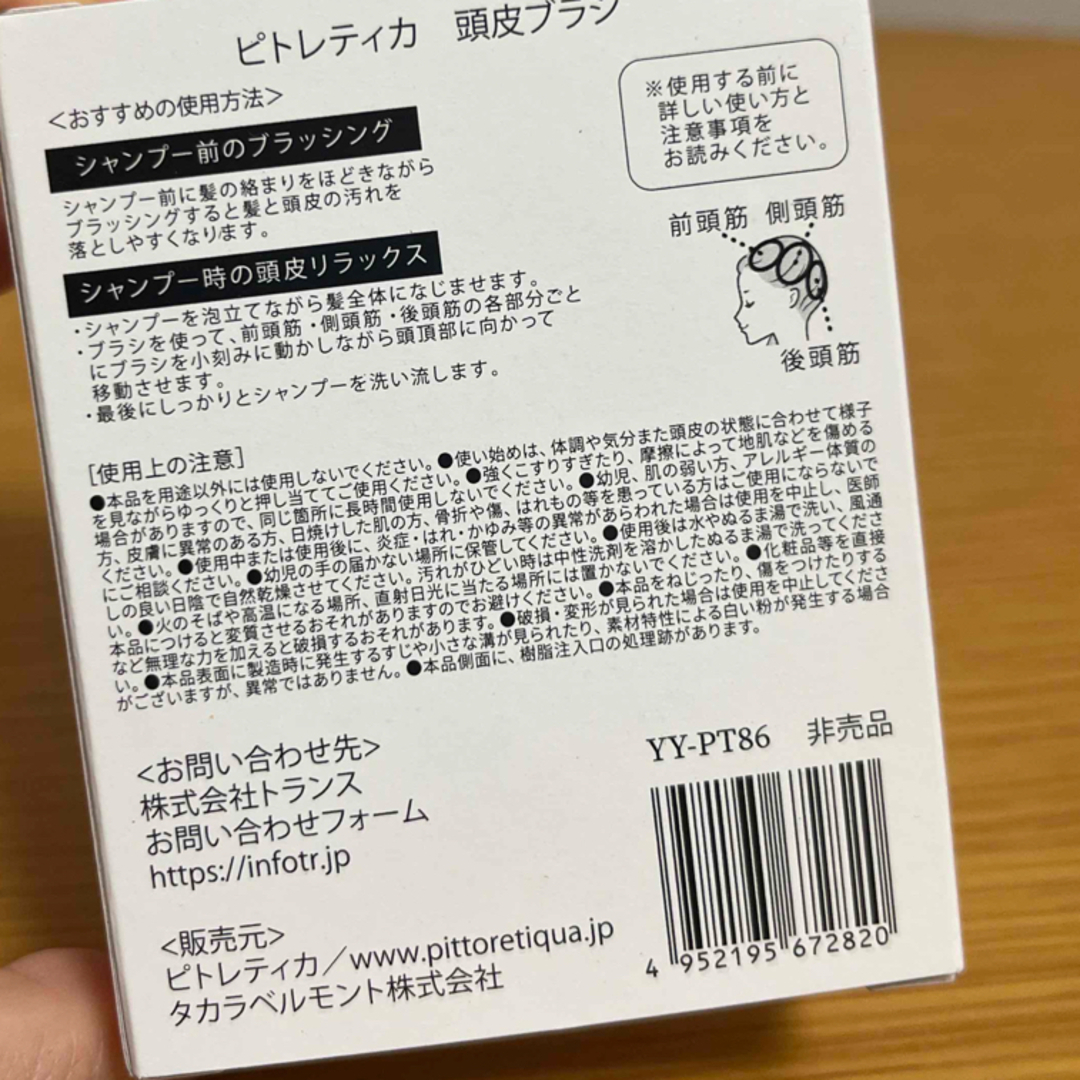 ピトレティカ 頭皮ブラシ
<おすすめの使用方法>
※使用する前に
詳しい使い方と
注意事項を
お読みください。
シャンプー前のブラッシング
シャンプー前に髪の絡まりをほどきながら
ブラッシングすると髪と頭皮の汚れを
落としやすくなります。
シャンプー時の頭皮リラックス
・シャンプーを泡立てながら髪全体になじませます。
・ブラシを使って、前頭筋・側頭筋・後頭筋の各部分ごと
にブラシを小刻みに動かしながら頭頂部に向かって
移動させます。
・最後にしっかりとシャンプーを洗い流します。
前頭筋 側頭筋
後頭筋
[使用上の注意]
●本品を用途以外には使用しないでください。●使い始めは、体調や気分また頭皮の状態に合わせて様子
を見ながらゆっくりと押し当ててご使用ください。●強くこすりすぎたり、摩擦によって地肌などを傷める
場合がありますので、同じ箇所に長時間使用しないでください。●幼児、肌の弱い方、アレルギー体質の
方、皮膚に異常のある方、日焼けした肌の方、骨折や傷、はれもの等を患っている方はご使用にならないで
ください。●使用中または使用後に、炎症・はれ・かゆみ等の異常があらわれた場合は使用を中止し、医師
にご相談ください。●幼児の手の届かない場所に保管してください。●使用後は水やぬるま湯で洗い、風通
しの良い日陰で自然乾燥させてください。汚れがひどい時は中性洗剤を溶かしたぬるま湯で洗ってくださ
い。●火のそばや高温になる場所、直射日光に当たる場所には置かないでください。●化粧品等を直接
本品につけると変質させるおそれがありますのでお避けください。●本品をねじったり、傷をつけたりする
など無理な力を加えると破損するおそれがあります。●破損・変形が見られた場合は使用を中止してくださ
い。●本品表面に製造時に発生するすじや小さな溝が見られたり、素材特性による白い粉が発生する場合
がございますが、異常ではありません。●本品側面に、樹脂注入口の処理跡があります。
<お問い合わせ先>
株式会社トランス
お問い合わせフォーム
https://infotr.jp
YY-PT86 非売品
4 952195 672820
<販売元>
ピトレティカ/www.pittoretiqua.jp
タカラベルモント株式会社